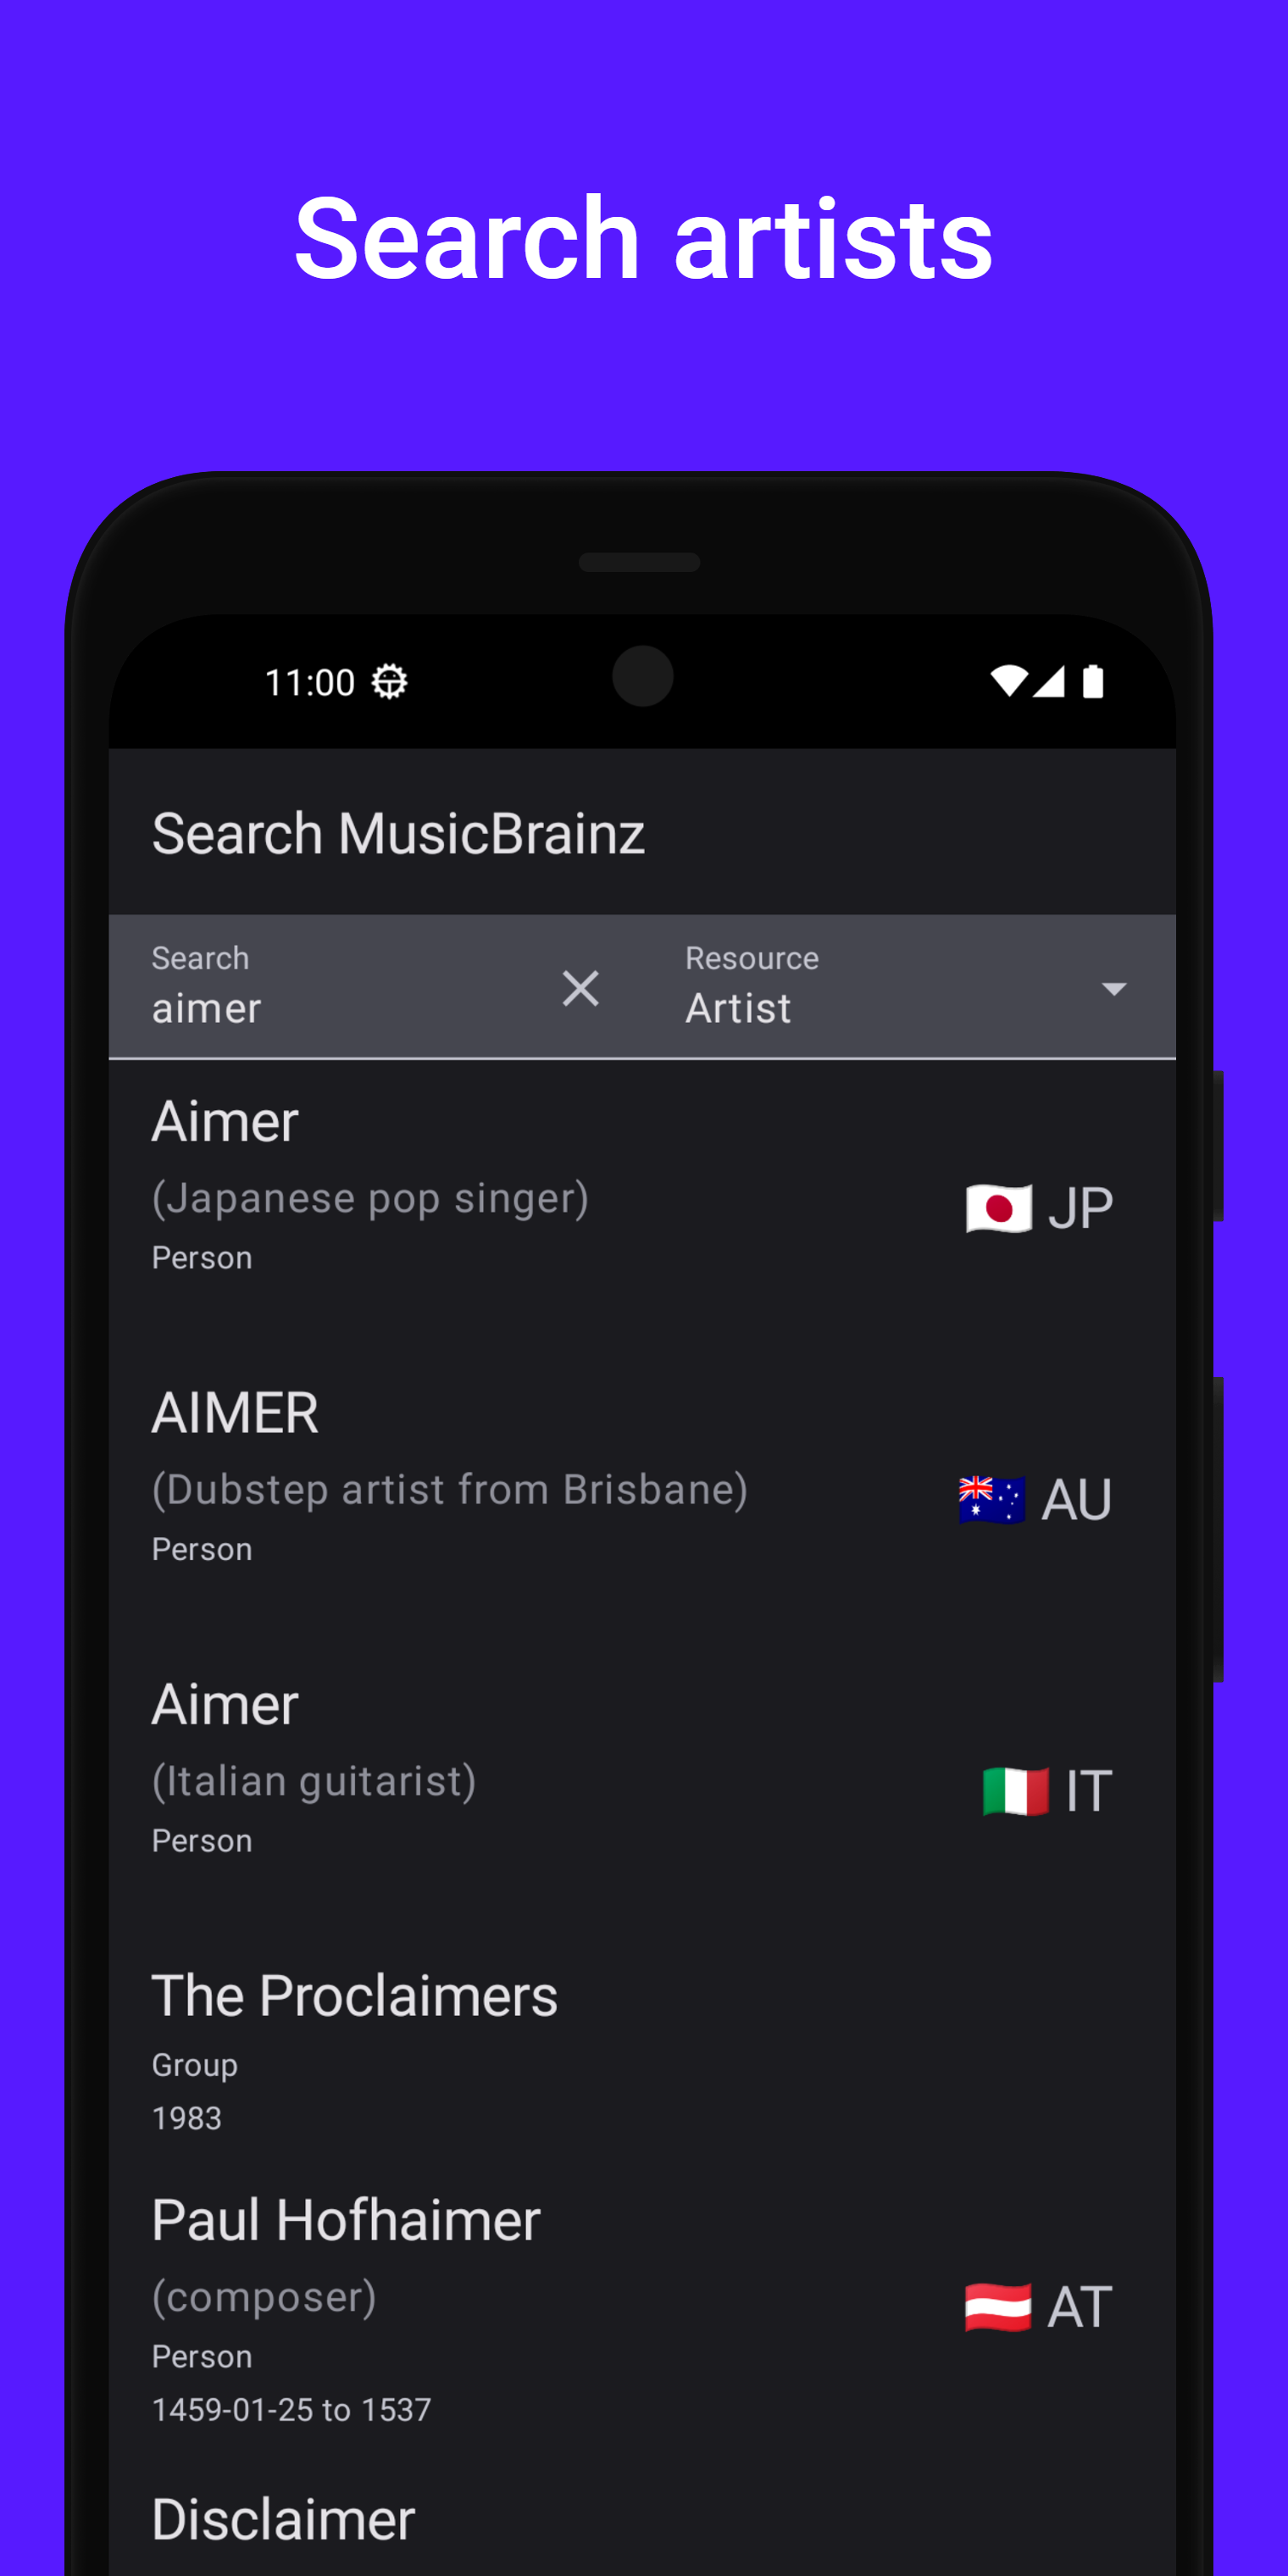 Search artists
11:00
Search MusicBrainz
Search
aimer
Resource
Artist
Aimer
(Japanese pop singer)
Person
🇯🇵 JP
AIMER
(Dubstep artist from Brisbane)
Person
🇦🇺 AU
Aimer
(Italian guitarist)
Person
🇮🇹 IT
The Proclaimers
Group
1983
Paul Hofhaimer
(composer)
Person
1459-01-25 to 1537
🇦🇹 AT
Disclaimer